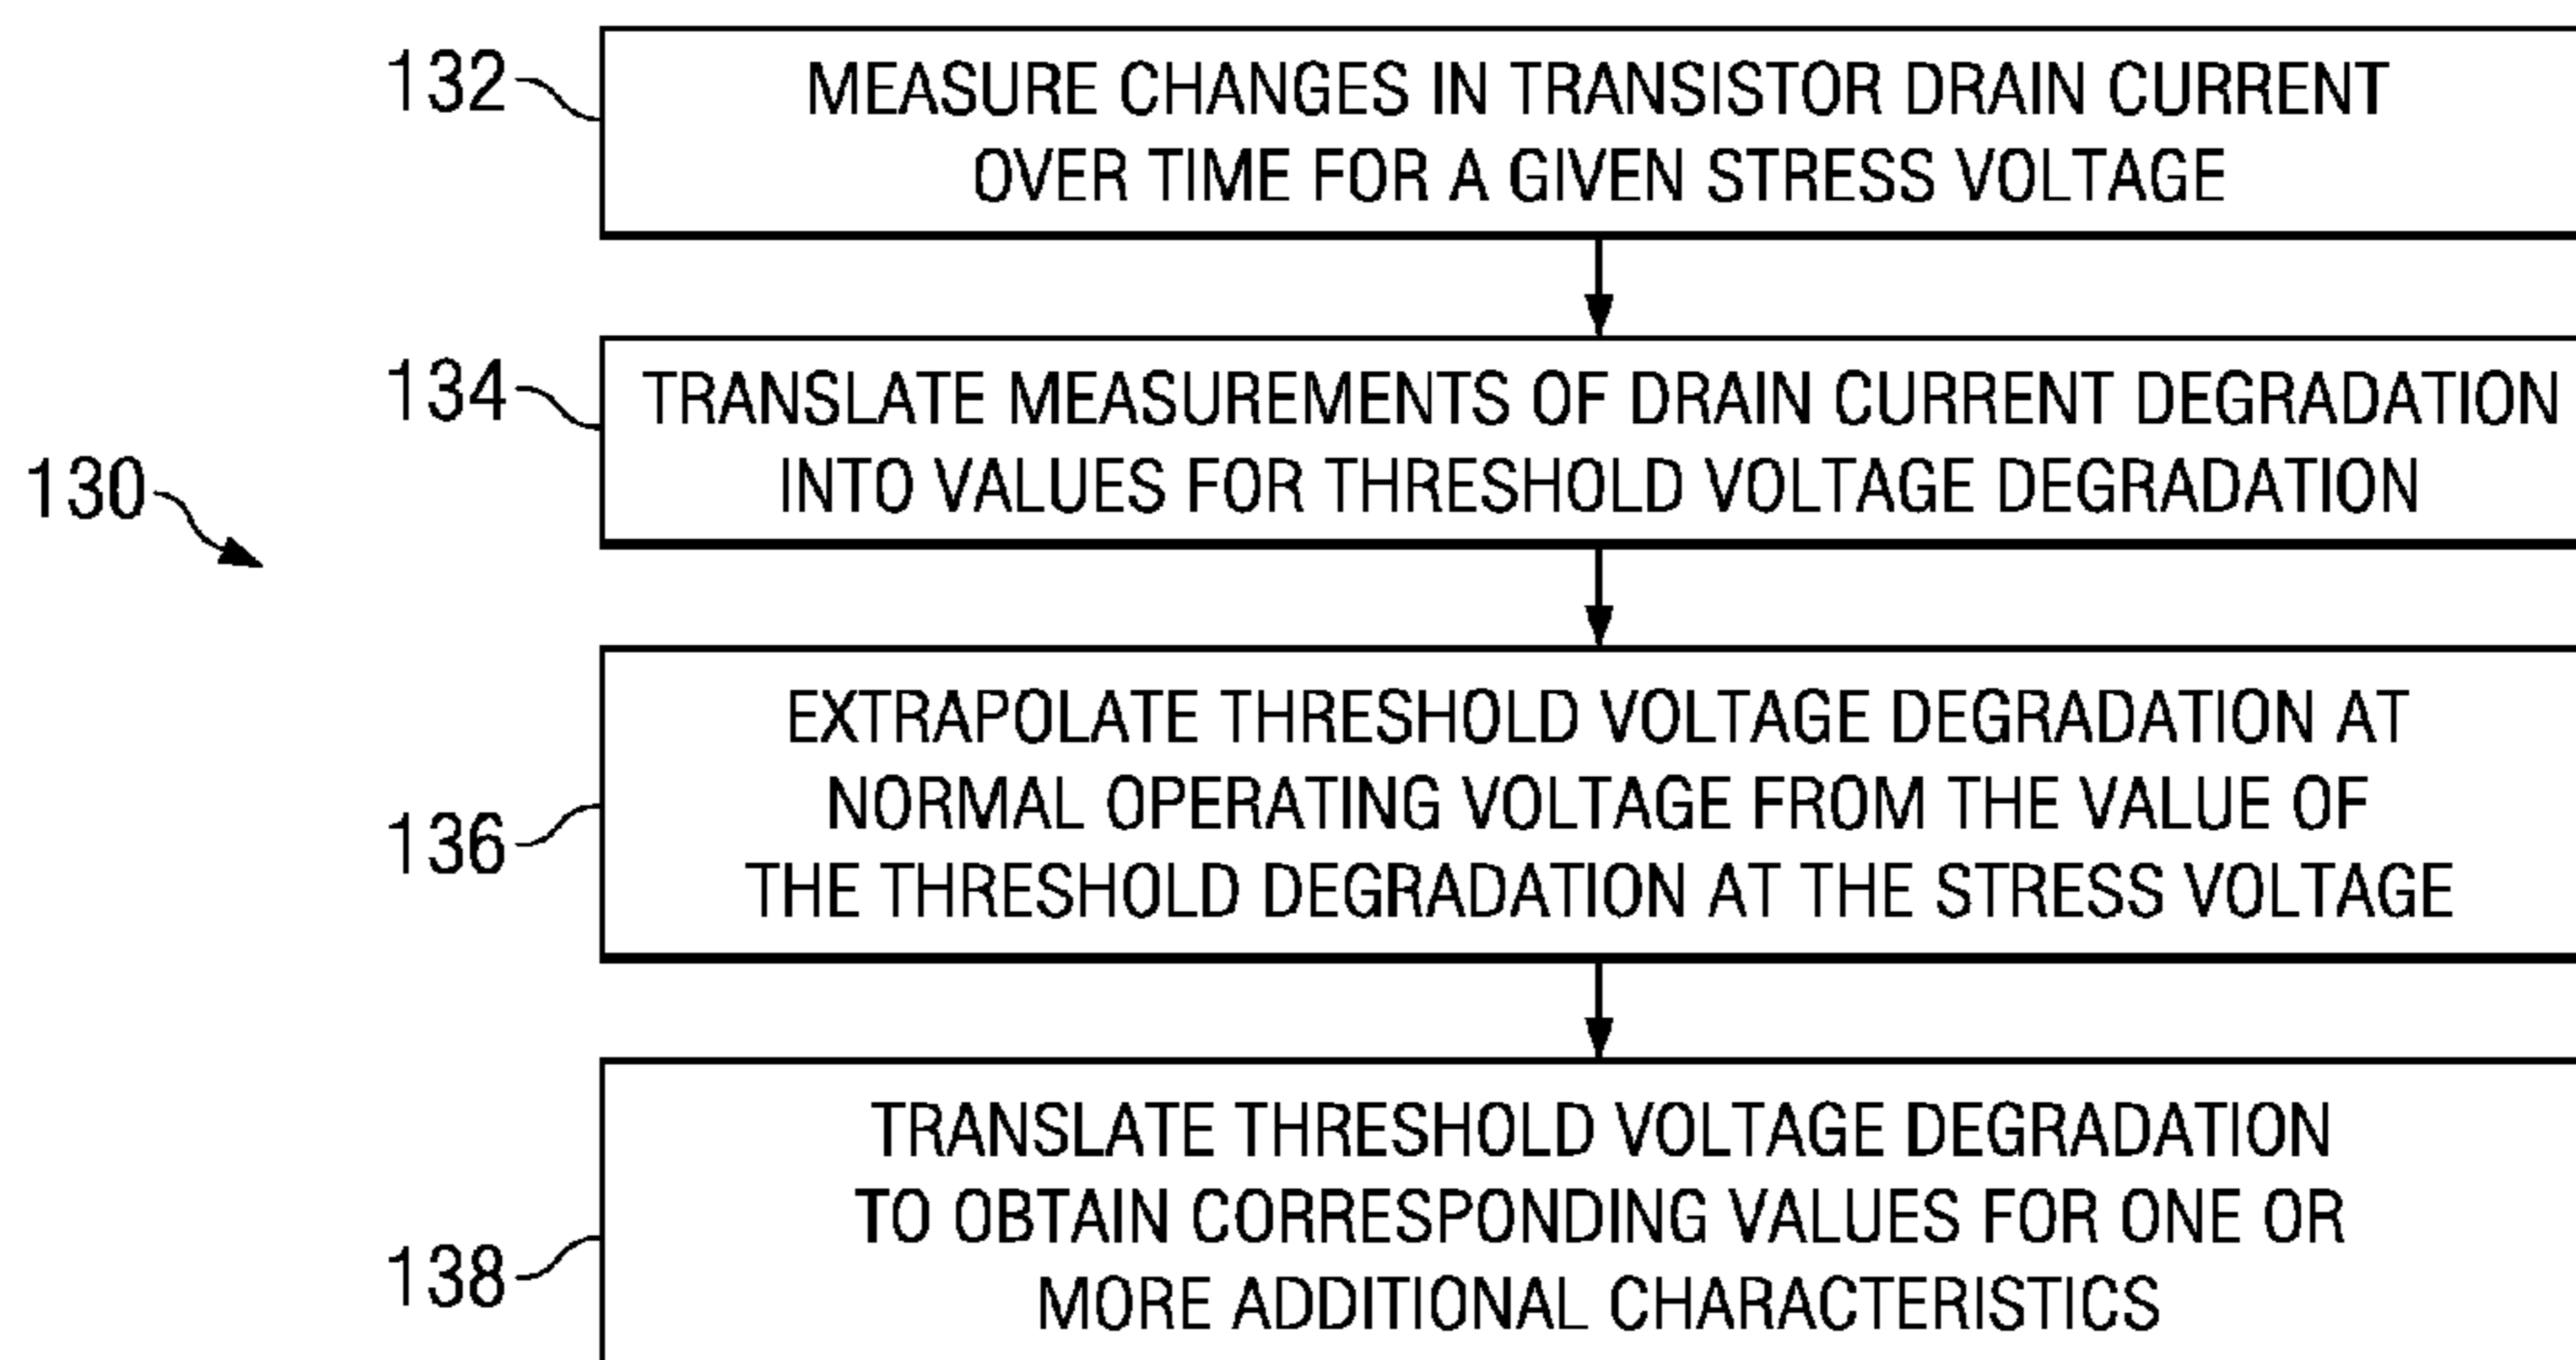 132
MEASURE CHANGES IN TRANSISTOR DRAIN CURRENT
OVER TIME FOR A GIVEN STRESS VOLTAGE
134
TRANSLATE MEASUREMENTS OF DRAIN CURRENT DEGRADATION
INTO VALUES FOR THRESHOLD VOLTAGE DEGRADATION
130
136
EXTRAPOLATE THRESHOLD VOLTAGE DEGRADATION AT
NORMAL OPERATING VOLTAGE FROM THE VALUE OF
THE THRESHOLD DEGRADATION AT THE STRESS VOLTAGE
138
TRANSLATE THRESHOLD VOLTAGE DEGRADATION
TO OBTAIN CORRESPONDING VALUES FOR ONE OR
MORE ADDITIONAL CHARACTERISTICS